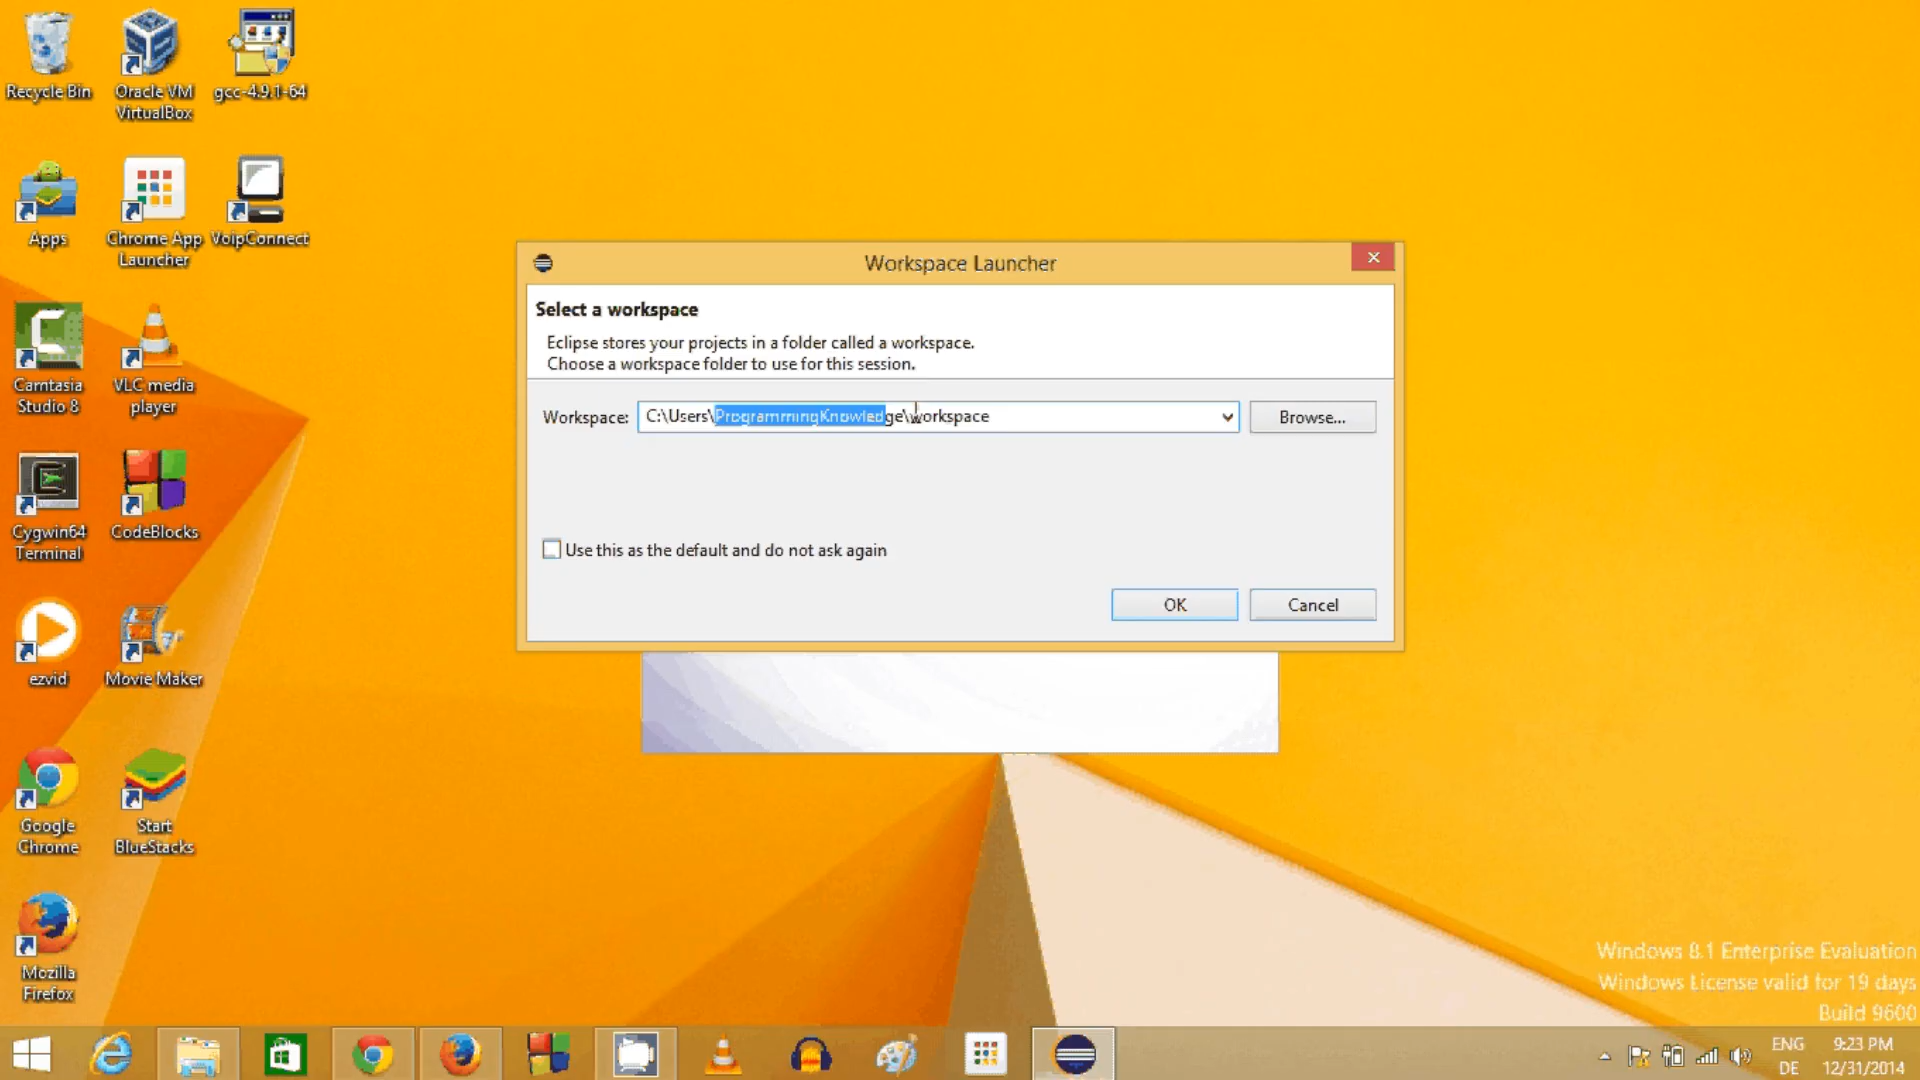 Recycle Bin
Oracle VM
VirtualBox
gcc-4.9.1-64
Apps
Chrome App
Launcher
VoipConnect
Camtasia
Studio 8
VLC media
player
Cygwin64
Terminal
CodeBlocks
ezvid
Movie Maker
Google
Chrome
Start
BlueStacks
Mozilla
Firefox
Workspace Launcher
Select a workspace
Eclipse stores your projects in a folder called a workspace.
Choose a workspace folder to use for this session.
Workspace:
C:\Users\ProgrammingKnowledge\workspace
Browse...
Use this as the default and do not ask again
OK
Cancel
Windows 8.1 Enterprise Evaluation
Windows License valid for 19 days
Build 9600
ENG
DE
9:23 PM
12/31/2014